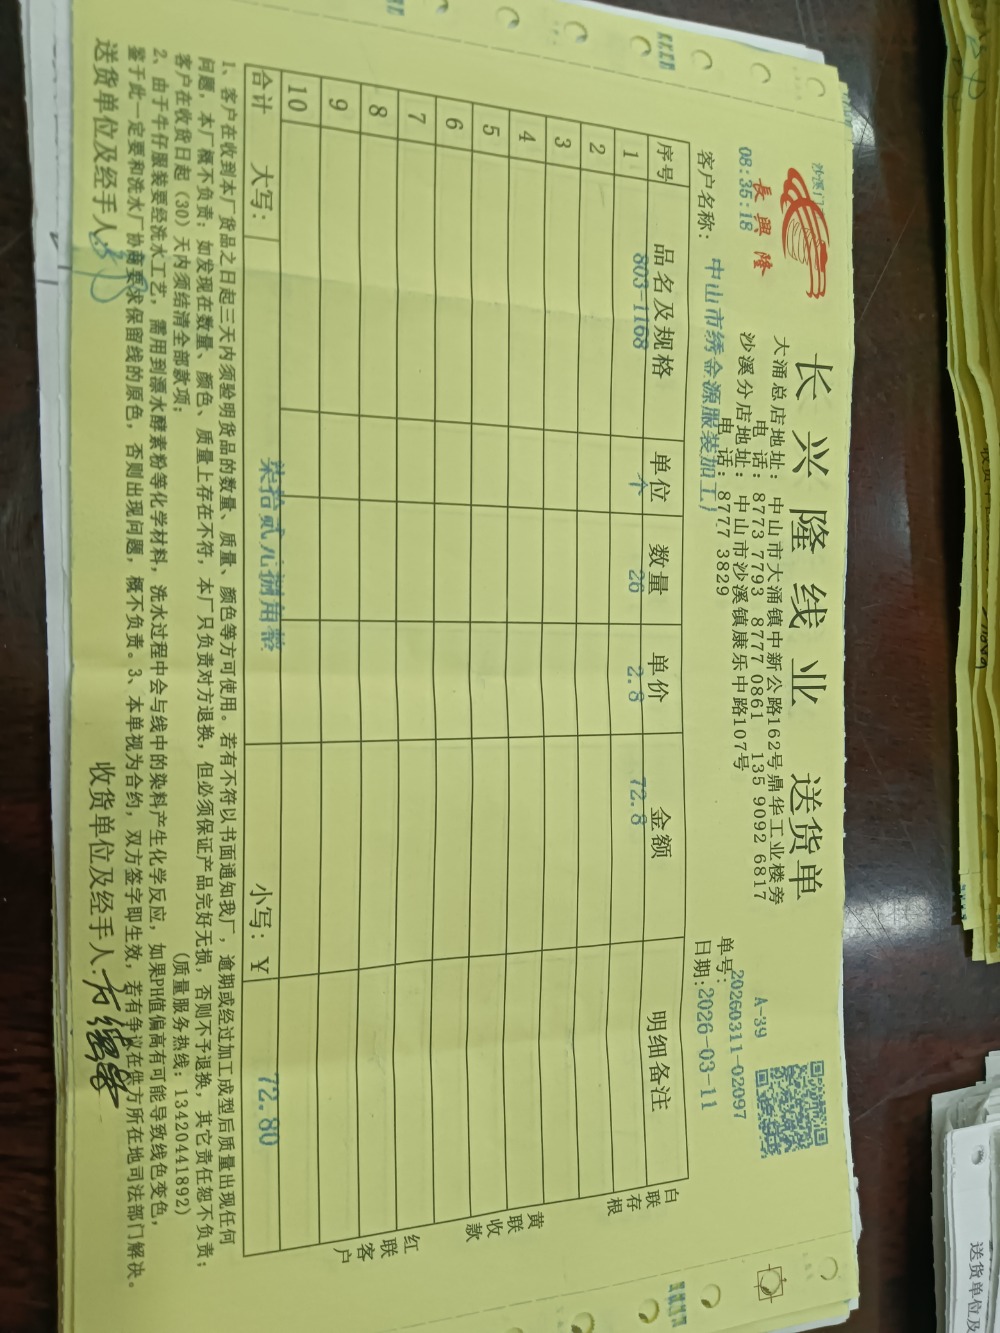 沙溪门
長興隆
08:35:18
长兴隆线业 送货单
大涌总店地址: 中山市大涌镇中新公路162号鼎华工业楼旁
电 话: 8773 7793 8777 0861 135 9092 6817
沙溪分店地址: 中山市沙溪镇康乐中路107号
电 话: 8777 3829
A-39
单号: 20260311-02097
日期: 2026-03-11
客户名称: 中山市绣金源服装加工厂
序号 品名及规格 单位 数量 单价 金额 明细备注
1 803-1168 个 26 2.8 72.8
2
3
4
5
6
7
8
9
10
合计 大写: 柒拾贰元捌角整 小写: ¥ 72.80
白联存根
黄联收款
红联客户
1、客户在收到本厂货品之日起三天内须验明货品的数量、质量、颜色等方可使用。若有不符以书面通知我厂,逾期或经过加工成型后质量出现任何
问题,本厂概不负责;如发现在数量、颜色、质量上存在不符,本厂只负责对方退换,但必须保证产品完好无损,否则不予退换,其它责任恕不负责;
客户在收货日起(30)天内须结清全部款项; (质量服务热线: 13420441892)
2、由于牛仔服装要经洗水工艺,需用到漂水酵素粉等化学材料,洗水过程中会与线中的染料产生化学反应,如果PH值偏高有可能导致线色变色,
鉴于此一定要和洗水厂协商要求保留线的原色,否则出现问题,概不负责。3、本单视为合约,双方签字即生效,若有争议在供方所在地司法部门解决。
送货单位及经手人: 收货单位及经手人:
送货单位及